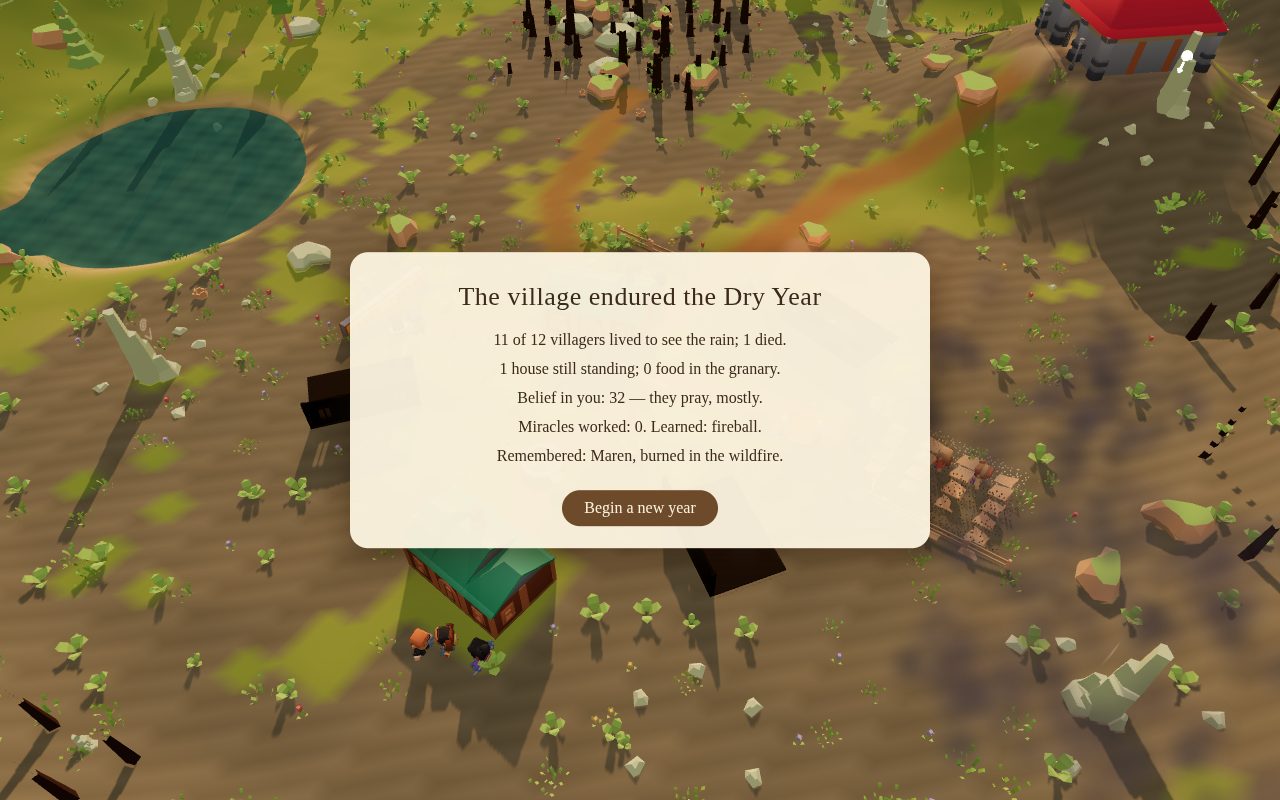 The village endured the Dry Year
11 of 12 villagers lived to see the rain; 1 died.
1 house still standing; 0 food in the granary.
Belief in you: 32 — they pray, mostly.
Miracles worked: 0. Learned: fireball.
Remembered: Maren, burned in the wildfire.
Begin a new year